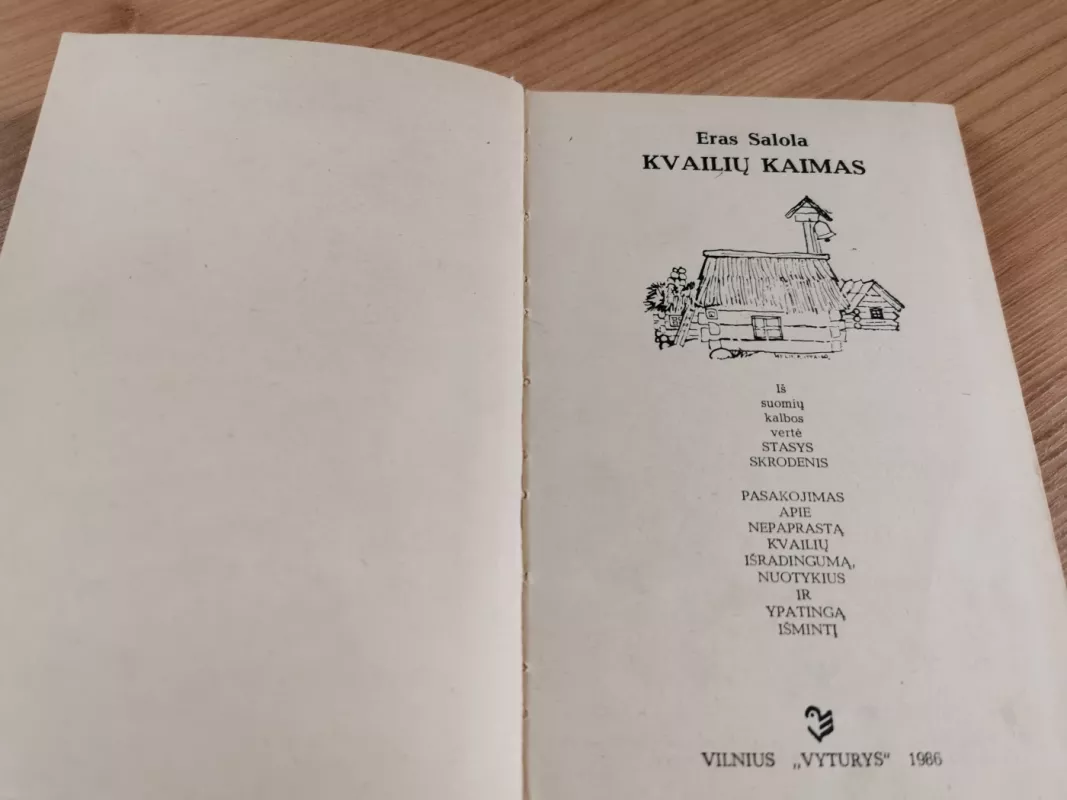 Eras Salola
KVAILIŲ KAIMAS
Iš
suomių
kalbos
vertė
STASYS
SKRODENIS
PASAKOJIMAS
APIE
NEPAPRASTĄ
KVAILIŲ
IŠRADINGUMĄ,
NUOTYKIUS
IR
YPATINGĄ
IŠMINTĮ
VILNIUS „VYTURYS“ 1986